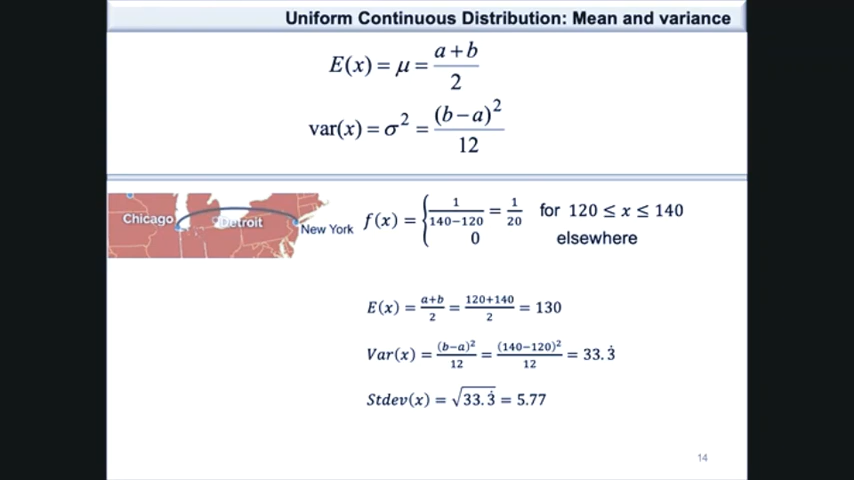 Uniform Continuous Distribution: Mean and variance
E(x) = μ = (a + b) / 2
var(x) = σ² = (b − a)² / 12
Chicago
Detroit
New York
f(x) = { 1/(140−120) = 1/20 for 120 ≤ x ≤ 140
0 elsewhere
E(x) = (a+b)/2 = (120+140)/2 = 130
Var(x) = (b−a)²/12 = (140−120)²/12 = 33.3̇
Stdev(x) = √33.3̇ = 5.77
14